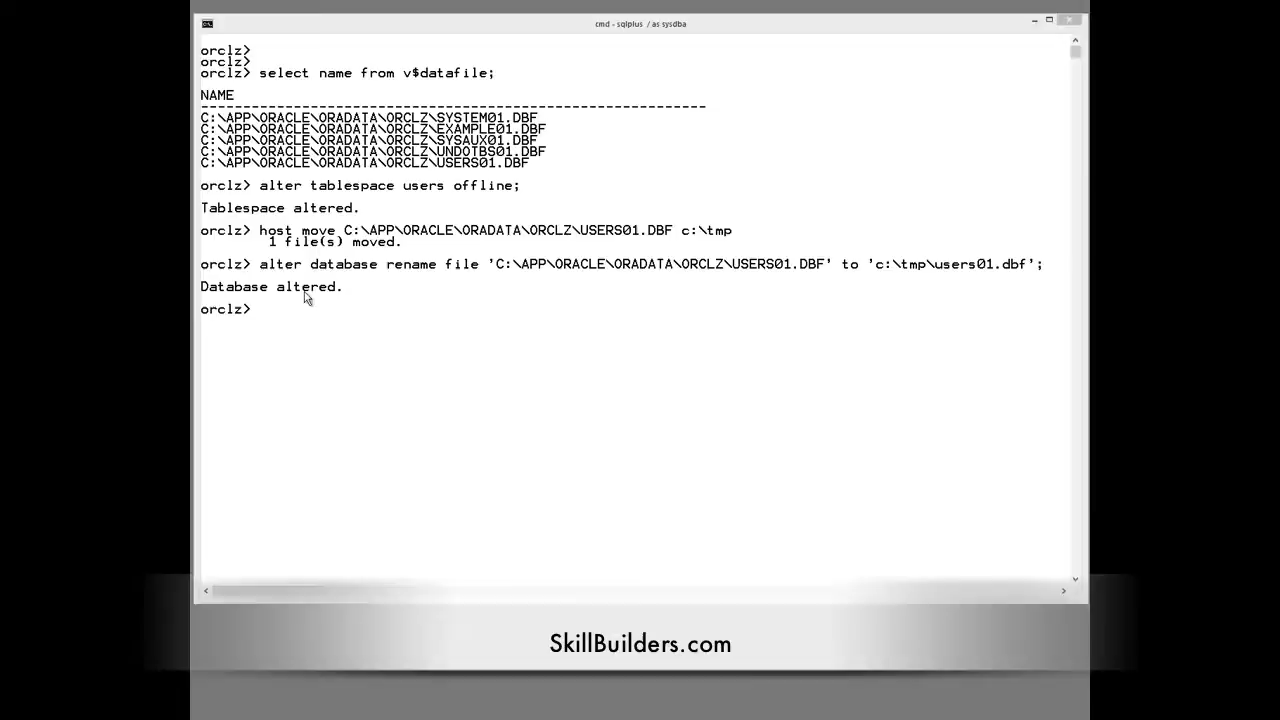 cmd - sqlplus / as sysdba
orclz>
orclz>
orclz> select name from v$datafile;
NAME
------------------------------------------------------------
C:\APP\ORACLE\ORADATA\ORCLZ\SYSTEM01.DBF
C:\APP\ORACLE\ORADATA\ORCLZ\EXAMPLE01.DBF
C:\APP\ORACLE\ORADATA\ORCLZ\SYSAUX01.DBF
C:\APP\ORACLE\ORADATA\ORCLZ\UNDOTBS01.DBF
C:\APP\ORACLE\ORADATA\ORCLZ\USERS01.DBF
orclz> alter tablespace users offline;
Tablespace altered.
orclz> host move C:\APP\ORACLE\ORADATA\ORCLZ\USERS01.DBF c:\tmp
1 file(s) moved.
orclz> alter database rename file 'C:\APP\ORACLE\ORADATA\ORCLZ\USERS01.DBF' to 'c:\tmp\users01.dbf';
Database altered.
orclz>
SkillBuilders.com